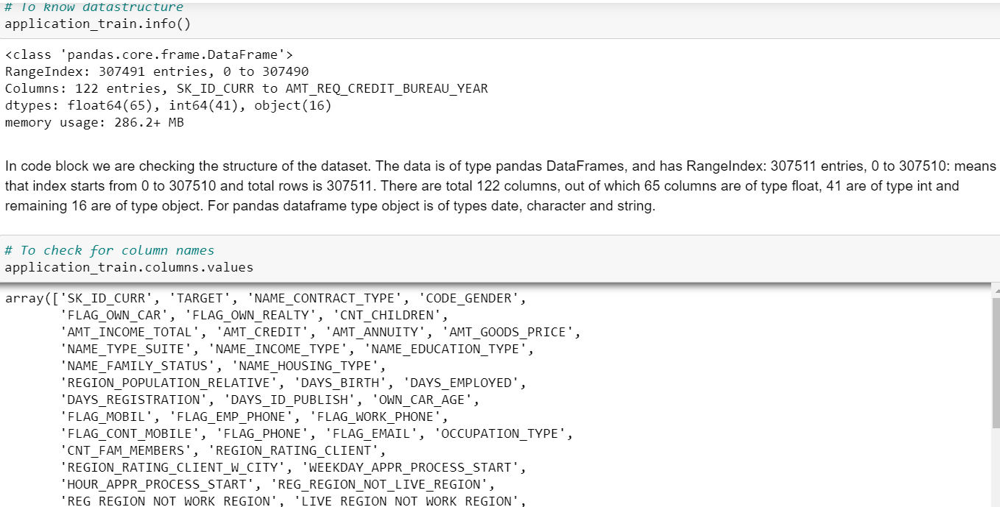 # To know datastructure
application_train.info()
<class 'pandas.core.frame.DataFrame'>
RangeIndex: 307491 entries, 0 to 307490
Columns: 122 entries, SK_ID_CURR to AMT_REQ_CREDIT_BUREAU_YEAR
dtypes: float64(65), int64(41), object(16)
memory usage: 286.2+ MB
In code block we are checking the structure of the dataset. The data is of type pandas DataFrames, and has RangeIndex: 307511 entries, 0 to 307510: means
that index starts from 0 to 307510 and total rows is 307511. There are total 122 columns, out of which 65 columns are of type float, 41 are of type int and
remaining 16 are of type object. For pandas dataframe type object is of types date, character and string.
# To check for column names
application_train.columns.values
array(['SK_ID_CURR', 'TARGET', 'NAME_CONTRACT_TYPE', 'CODE_GENDER',
'FLAG_OWN_CAR', 'FLAG_OWN_REALTY', 'CNT_CHILDREN',
'AMT_INCOME_TOTAL', 'AMT_CREDIT', 'AMT_ANNUITY', 'AMT_GOODS_PRICE',
'NAME_TYPE_SUITE', 'NAME_INCOME_TYPE', 'NAME_EDUCATION_TYPE',
'NAME_FAMILY_STATUS', 'NAME_HOUSING_TYPE',
'REGION_POPULATION_RELATIVE', 'DAYS_BIRTH', 'DAYS_EMPLOYED',
'DAYS_REGISTRATION', 'DAYS_ID_PUBLISH', 'OWN_CAR_AGE',
'FLAG_MOBIL', 'FLAG_EMP_PHONE', 'FLAG_WORK_PHONE',
'FLAG_CONT_MOBILE', 'FLAG_PHONE', 'FLAG_EMAIL', 'OCCUPATION_TYPE',
'CNT_FAM_MEMBERS', 'REGION_RATING_CLIENT',
'REGION_RATING_CLIENT_W_CITY', 'WEEKDAY_APPR_PROCESS_START',
'HOUR_APPR_PROCESS_START', 'REG_REGION_NOT_LIVE_REGION',
'REG_REGION_NOT_WORK_REGION', 'LIVE_REGION_NOT_WORK_REGION',